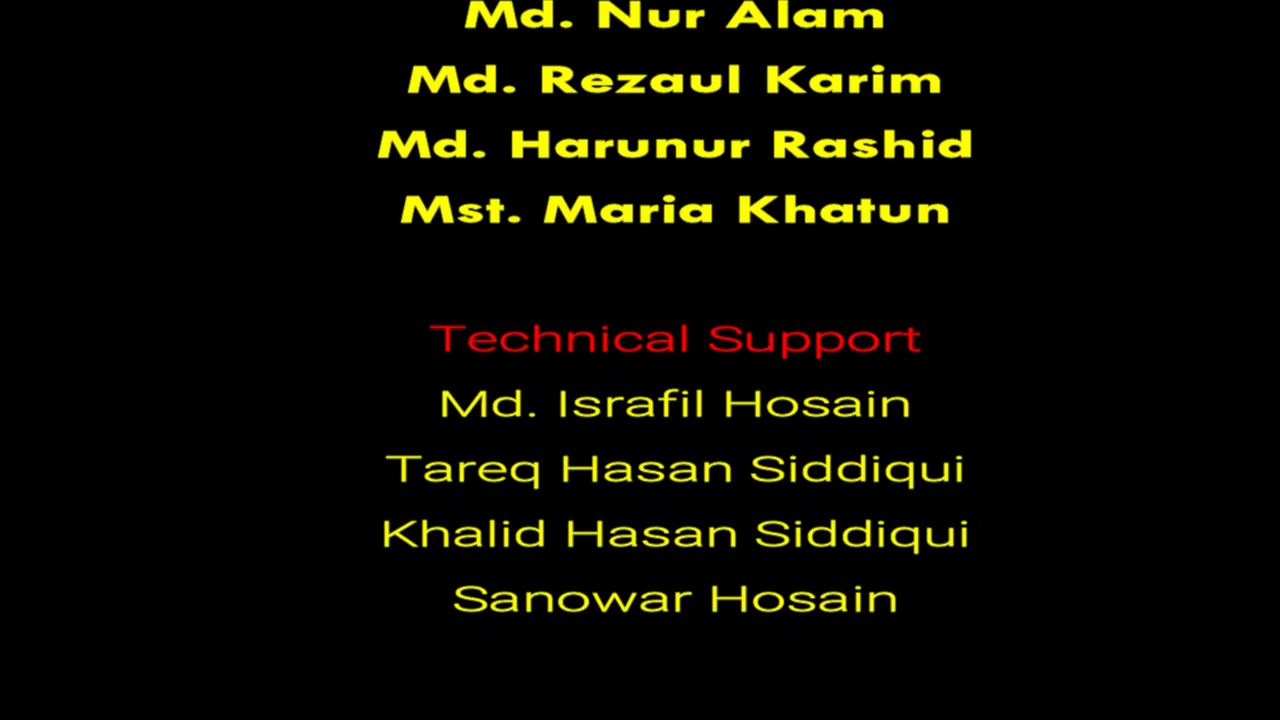 Md. Nur Alam
Md. Rezaul Karim
Md. Harunur Rashid
Mst. Maria Khatun
Technical Support
Md. Israfil Hosain
Tareq Hasan Siddiqui
Khalid Hasan Siddiqui
Sanowar Hosain